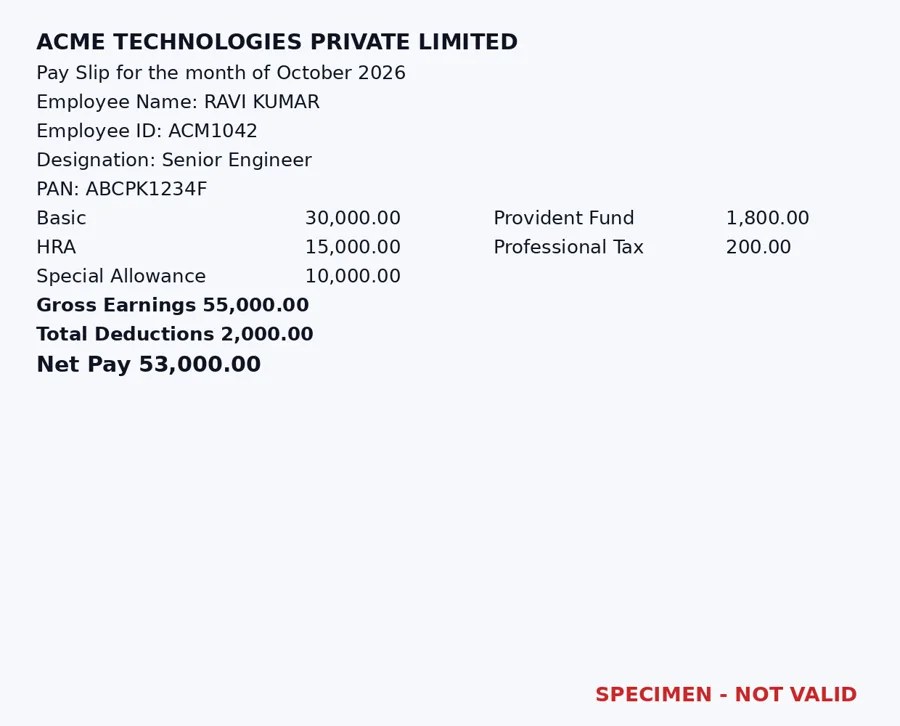 ACME TECHNOLOGIES PRIVATE LIMITED
Pay Slip for the month of October 2026
Employee Name: RAVI KUMAR
Employee ID: ACM1042
Designation: Senior Engineer
PAN: ABCPK1234F
Basic 30,000.00 Provident Fund 1,800.00
HRA 15,000.00 Professional Tax 200.00
Special Allowance 10,000.00
Gross Earnings 55,000.00
Total Deductions 2,000.00
Net Pay 53,000.00
SPECIMEN - NOT VALID